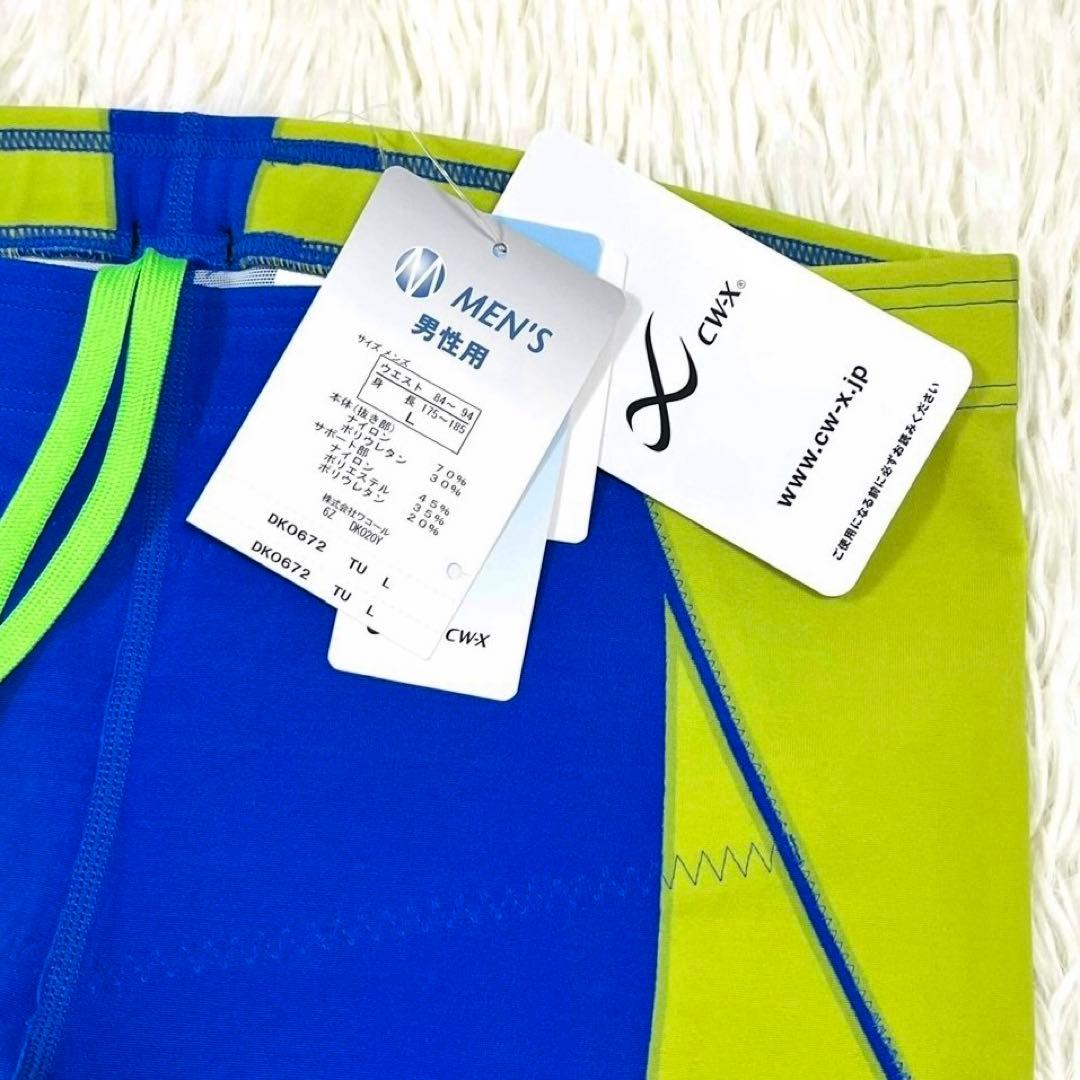 M MEN'S
男性用
サイズ メンズ
ウエスト 84～ 94
身　　長 175～185
L
本体(抜き部)
ナイロン 70%
ポリウレタン 30%
サポート部
ナイロン 45%
ポリエステル 35%
ポリウレタン 20%
株式会社ワコール
6Z DK020Y
DKO672 TU L
DKO672 TU L
CW-X
CW-X®
www.cw-x.jp
ご使用になる前に必ずお読みください